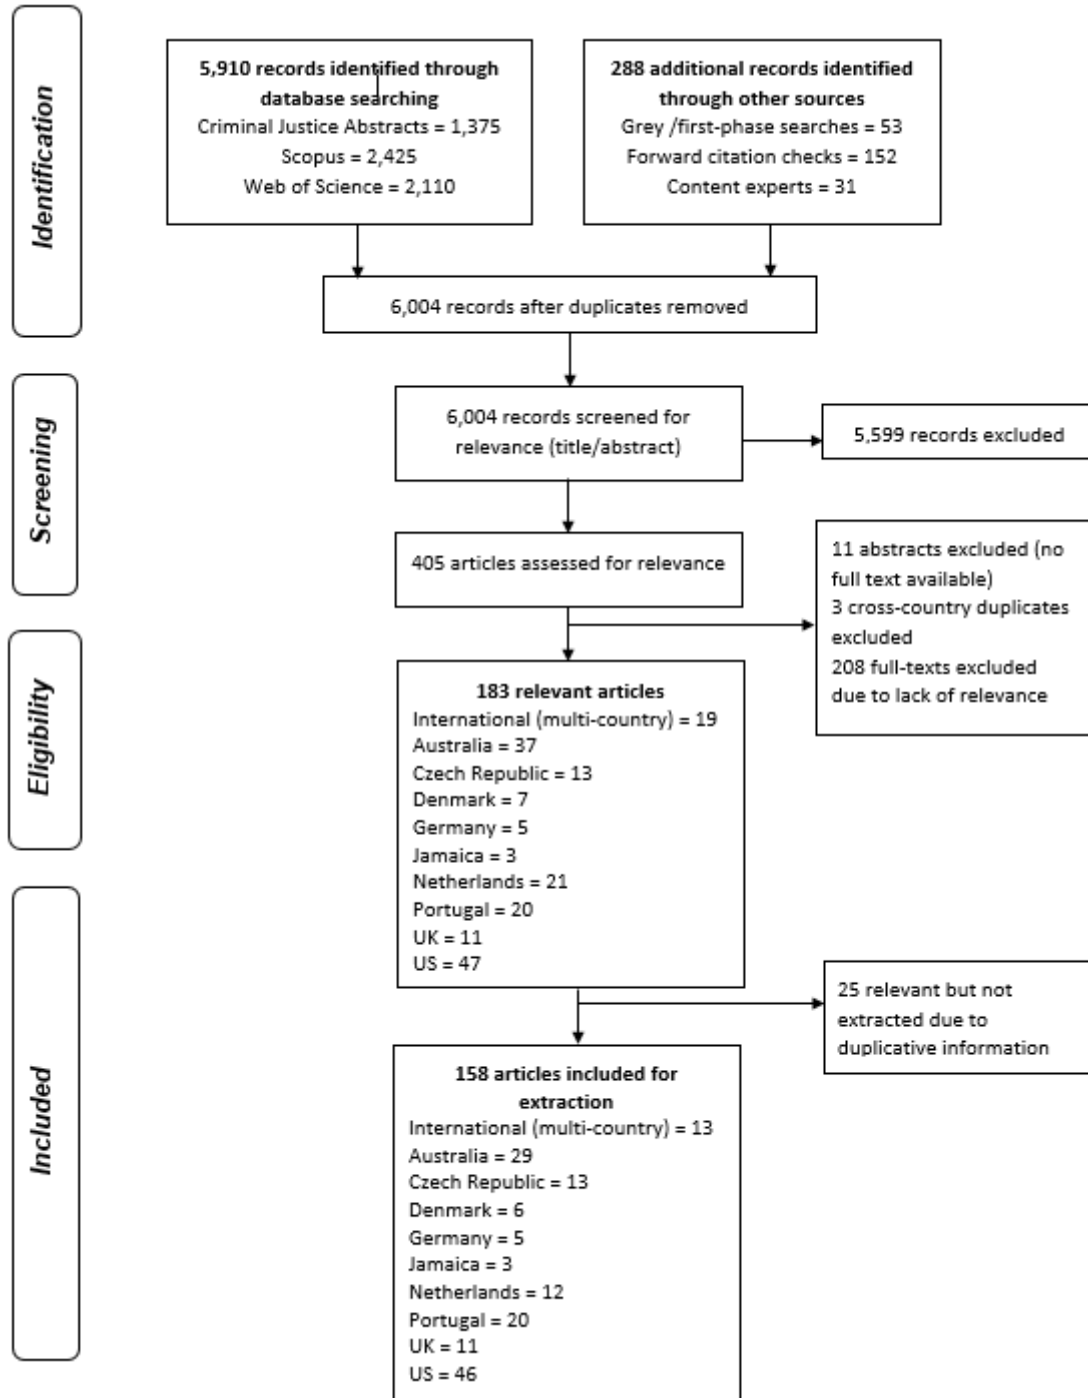 Identification
5,910 records identified through
database searching
Criminal Justice Abstracts = 1,375
Scopus = 2,425
Web of Science = 2,110
288 additional records identified
through other sources
Grey /first-phase searches = 53
Forward citation checks = 152
Content experts = 31
6,004 records after duplicates removed
Screening
6,004 records screened for
relevance (title/abstract)
5,599 records excluded
405 articles assessed for relevance
11 abstracts excluded (no
full text available)
3 cross-country duplicates
excluded
208 full-texts excluded
due to lack of relevance
Eligibility
183 relevant articles
International (multi-country) = 19
Australia = 37
Czech Republic = 13
Denmark = 7
Germany = 5
Jamaica = 3
Netherlands = 21
Portugal = 20
UK = 11
US = 47
25 relevant but not
extracted due to
duplicative information
Included
158 articles included for
extraction
International (multi-country) = 13
Australia = 29
Czech Republic = 13
Denmark = 6
Germany = 5
Jamaica = 3
Netherlands = 12
Portugal = 20
UK = 11
US = 46